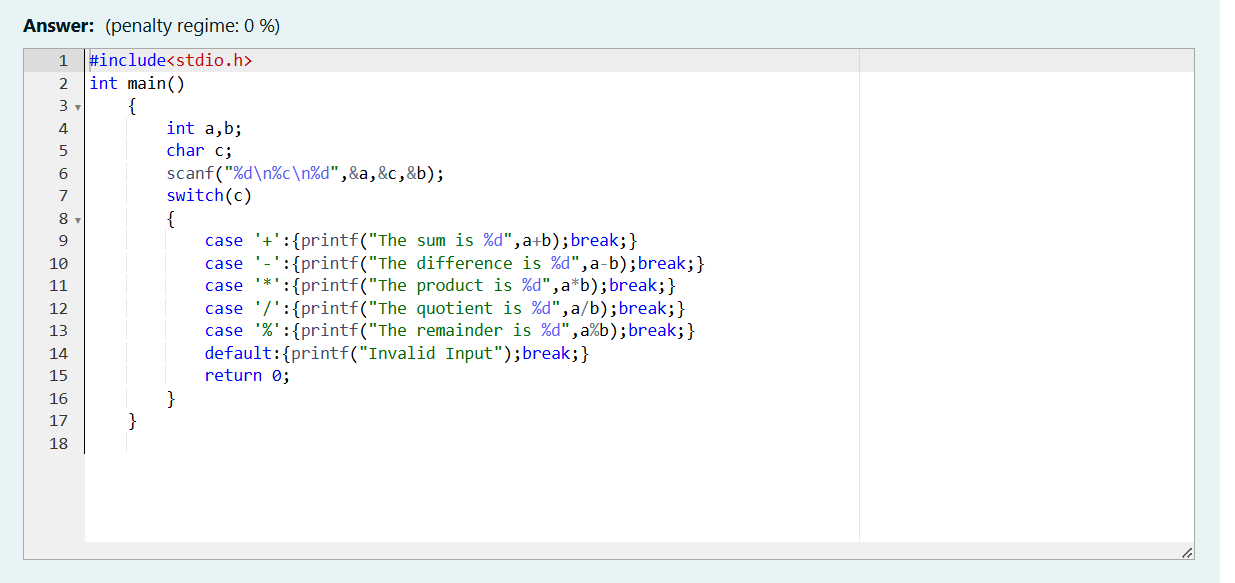 Answer: (penalty regime: 0 %)
1 #include<stdio.h>
2 int main()
3 {
4 int a,b;
5 char c;
6 scanf("%d\n%c\n%d",&a,&c,&b);
7 switch(c)
8 {
9 case '+':{printf("The sum is %d",a+b);break;}
10 case '-':{printf("The difference is %d",a-b);break;}
11 case '*':{printf("The product is %d",a*b);break;}
12 case '/':{printf("The quotient is %d",a/b);break;}
13 case '%':{printf("The remainder is %d",a%b);break;}
14 default:{printf("Invalid Input");break;}
15 return 0;
16 }
17 }
18